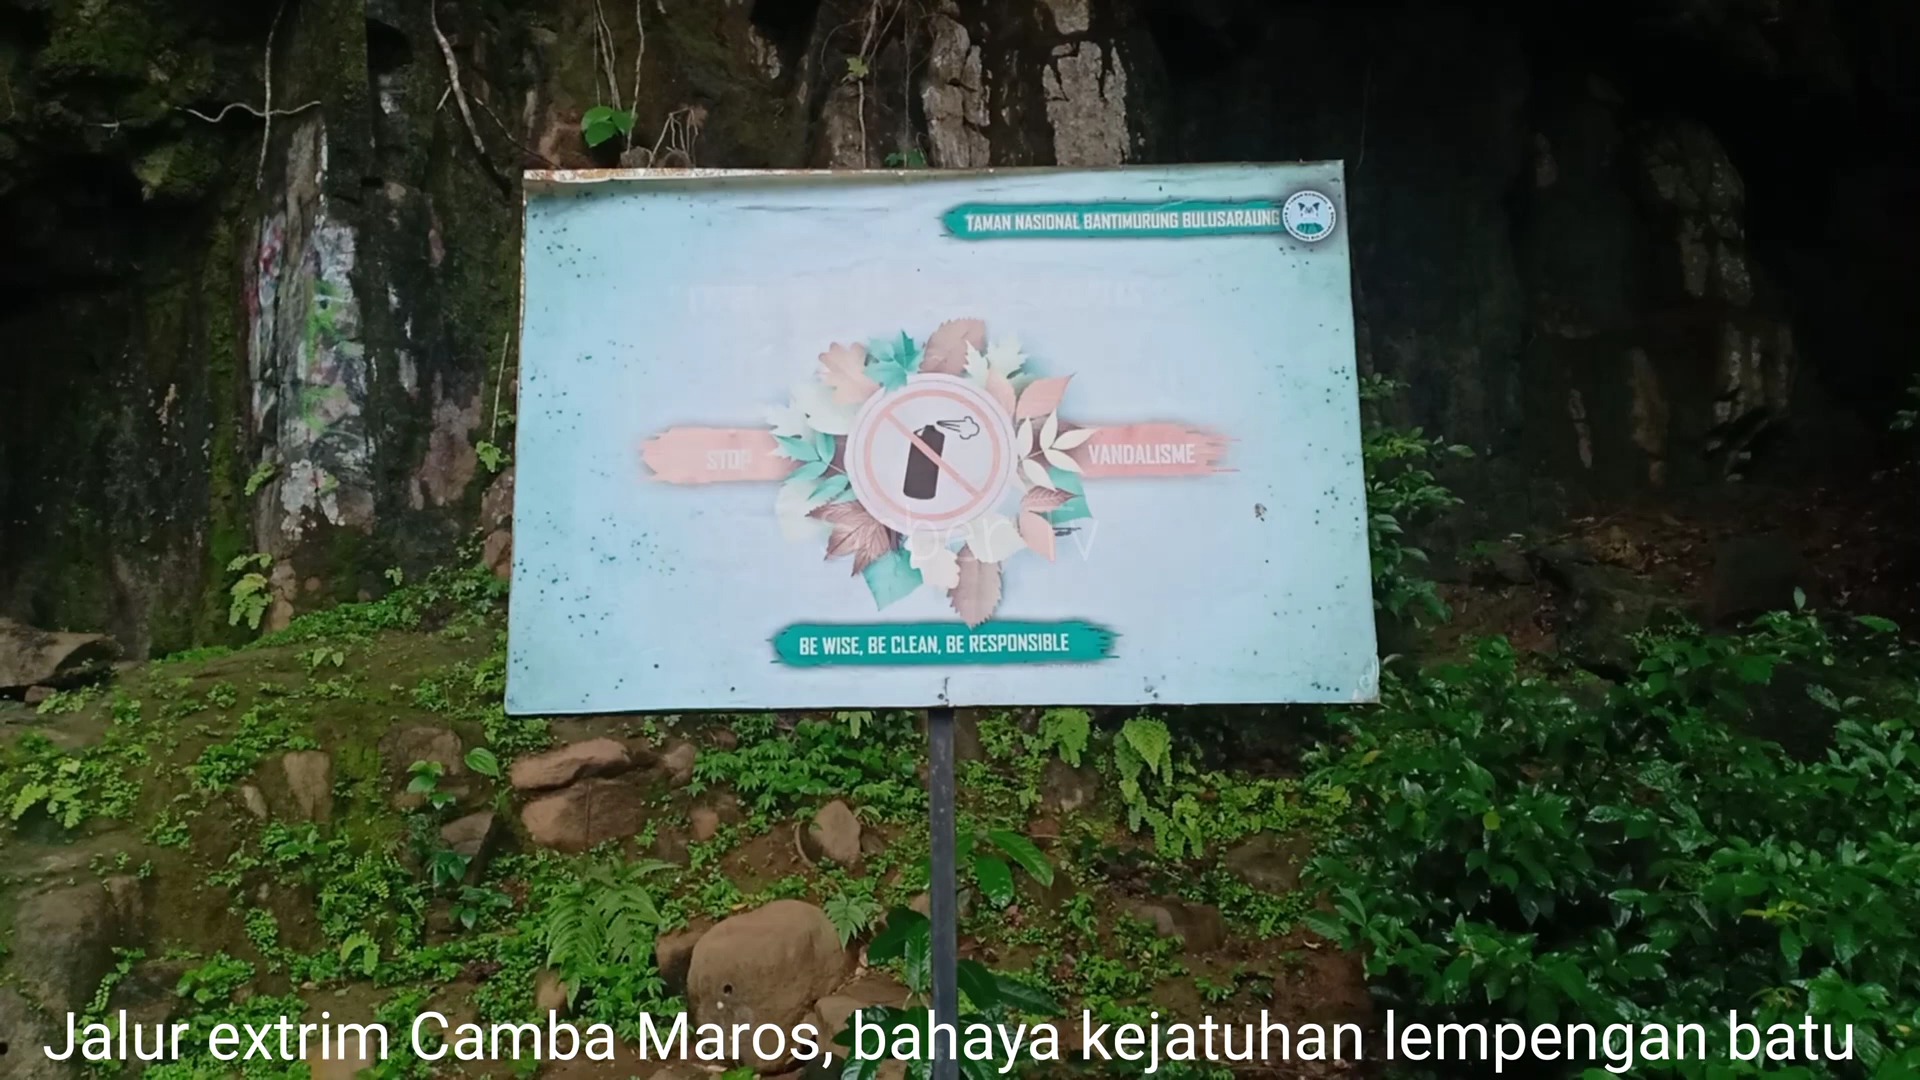 TAMAN NASIONAL BANTIMURUNG BULUSARAUNG
STOP
VANDALISME
BE WISE, BE CLEAN, BE RESPONSIBLE
Jalur extrim Camba Maros, bahaya kejatuhan lempengan batu